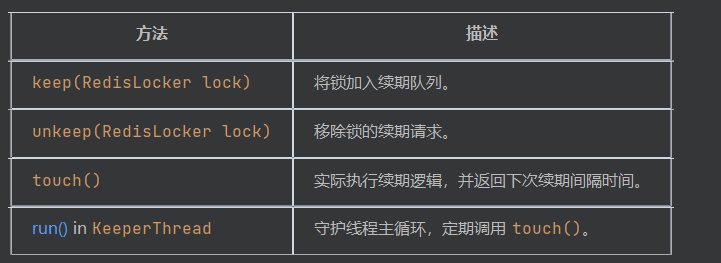 方法 描述
keep(RedisLocker lock) 将锁加入续期队列。
unkeep(RedisLocker lock) 移除锁的续期请求。
touch() 实际执行续期逻辑，并返回下次续期间隔时间。
run() in KeeperThread 守护线程主循环，定期调用 touch()。